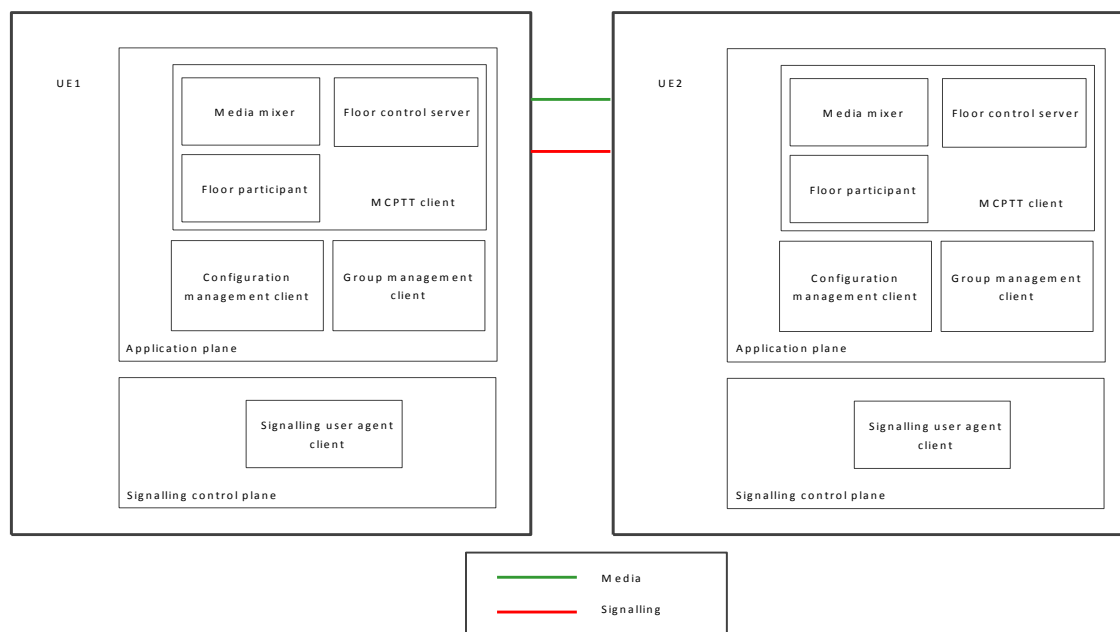 UE1
Media mixer
Floor control server
Floor participant
MCPTT client
Configuration
management client
Group management
client
Application plane
Signalling user agent
client
Signalling control plane
UE2
Media mixer
Floor control server
Floor participant
MCPTT client
Configuration
management client
Group management
client
Application plane
Signalling user agent
client
Signalling control plane
Media
Signalling